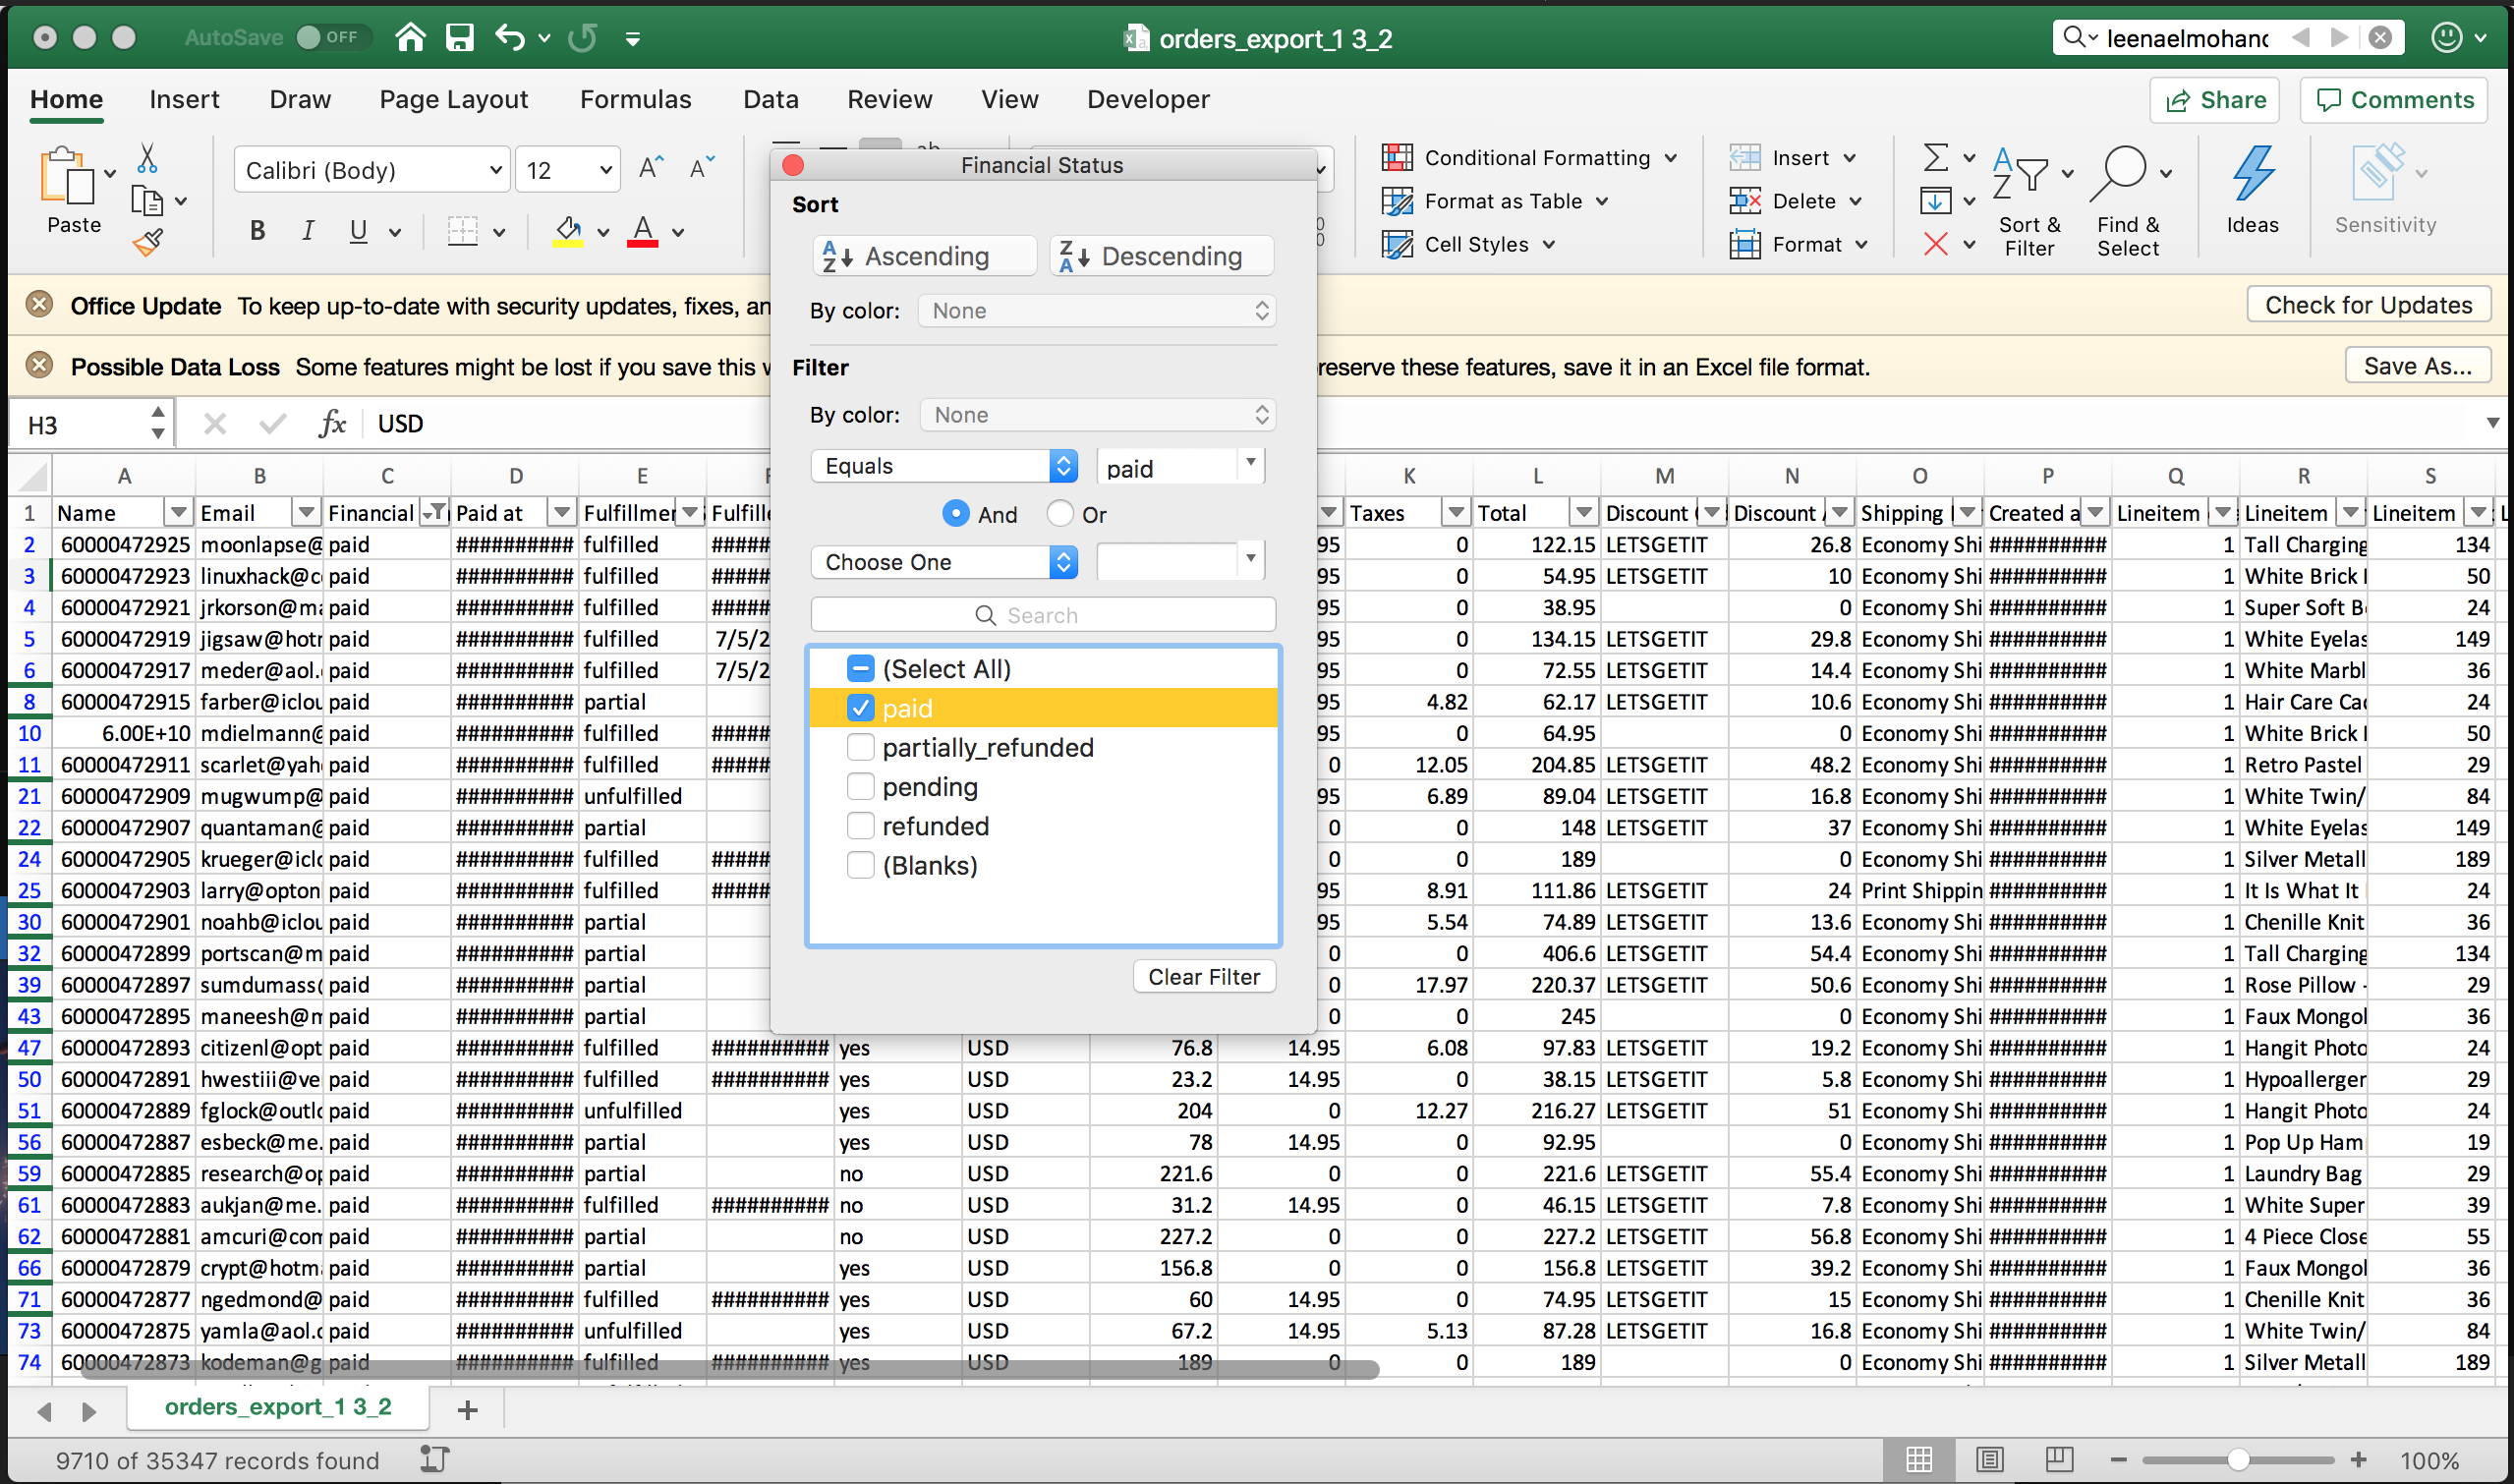 AutoSave OFF orders_export_1 3_2 leenaelmohand
Home Insert Draw Page Layout Formulas Data Review View Developer Share Comments
Paste Calibri (Body) 12 A A B I U A ab
Conditional Formatting Insert
Format as Table Delete
Cell Styles Format
Sort & Filter Find & Select Ideas Sensitivity
Office Update To keep up-to-date with security updates, fixes, an Check for Updates
Possible Data Loss Some features might be lost if you save this reserve these features, save it in an Excel file format. Save As...
H3 fx USD
Financial Status
Sort
Ascending Descending
By color: None
Filter
By color: None
Equals paid
And Or
Choose One
Search
(Select All)
paid
partially_refunded
pending
refunded
(Blanks)
Clear Filter
A B C D E F K L M N O P Q R S
1 Name Email Financial Paid at Fulfillmen Fulfille Taxes Total Discount Discount Shipping Created a Lineitem Lineitem Lineitem
2 60000472925 moonlapse@ paid ########## fulfilled ##### 95 0 122.15 LETSGETIT 26.8 Economy Shi ########## 1 Tall Charging 134
3 60000472923 linuxhack@c paid ########## fulfilled ##### 95 0 54.95 LETSGETIT 10 Economy Shi ########## 1 White Brick 50
4 60000472921 jrkorson@ma paid ########## fulfilled ##### 95 0 38.95 0 Economy Shi ########## 1 Super Soft B 24
5 60000472919 jigsaw@hotr paid ########## fulfilled 7/5/2 95 0 134.15 LETSGETIT 29.8 Economy Shi ########## 1 White Eyelas 149
6 60000472917 meder@aol. paid ########## fulfilled 7/5/2 95 0 72.55 LETSGETIT 14.4 Economy Shi ########## 1 White Marbl 36
8 60000472915 farber@iclou paid ########## partial 95 4.82 62.17 LETSGETIT 10.6 Economy Shi ########## 1 Hair Care Cad 24
10 6.00E+10 mdielmann@ paid ########## fulfilled ##### 95 0 64.95 0 Economy Shi ########## 1 White Brick 50
11 60000472911 scarlet@yah paid ########## fulfilled ##### 0 12.05 204.85 LETSGETIT 48.2 Economy Shi ########## 1 Retro Pastel 29
21 60000472909 mugwump@ paid ########## unfulfilled 95 6.89 89.04 LETSGETIT 16.8 Economy Shi ########## 1 White Twin/ 84
22 60000472907 quantaman@ paid ########## partial 0 0 148 LETSGETIT 37 Economy Shi ########## 1 White Eyelas 149
24 60000472905 krueger@iclo paid ########## fulfilled ##### 0 0 189 0 Economy Shi ########## 1 Silver Metall 189
25 60000472903 larry@opton paid ########## fulfilled ##### 95 8.91 111.86 LETSGETIT 24 Print Shippin ########## 1 It Is What It 24
30 60000472901 noahb@iclou paid ########## partial 95 5.54 74.89 LETSGETIT 13.6 Economy Shi ########## 1 Chenille Knit 36
32 60000472899 portscan@m paid ########## partial 0 0 406.6 LETSGETIT 54.4 Economy Shi ########## 1 Tall Charging 134
39 60000472897 sumdumass@ paid ########## partial 0 17.97 220.37 LETSGETIT 50.6 Economy Shi ########## 1 Rose Pillow - 29
43 60000472895 maneesh@m paid ########## partial 0 0 245 0 Economy Shi ########## 1 Faux Mongol 36
47 60000472893 citizenl@opt paid ########## fulfilled ########## yes USD 76.8 14.95 6.08 97.83 LETSGETIT 19.2 Economy Shi ########## 1 Hangit Photo 24
50 60000472891 hwestiii@ve paid ########## fulfilled ########## yes USD 23.2 14.95 0 38.15 LETSGETIT 5.8 Economy Shi ########## 1 Hypoallerger 29
51 60000472889 fglock@outlo paid ########## unfulfilled yes USD 204 0 12.27 216.27 LETSGETIT 51 Economy Shi ########## 1 Hangit Photo 24
56 60000472887 esbeck@me. paid ########## partial yes USD 78 14.95 0 92.95 0 Economy Shi ########## 1 Pop Up Ham 19
59 60000472885 research@op paid ########## partial no USD 221.6 0 0 221.6 LETSGETIT 55.4 Economy Shi ########## 1 Laundry Bag 29
61 60000472883 aukjan@me. paid ########## fulfilled ########## no USD 31.2 14.95 0 46.15 LETSGETIT 7.8 Economy Shi ########## 1 White Super 39
62 60000472881 amcuri@com paid ########## partial no USD 227.2 0 0 227.2 LETSGETIT 56.8 Economy Shi ########## 1 4 Piece Close 55
66 60000472879 crypt@hotm paid ########## partial yes USD 156.8 0 0 156.8 LETSGETIT 39.2 Economy Shi ########## 1 Faux Mongol 36
71 60000472877 ngedmond@ paid ########## fulfilled ########## yes USD 60 14.95 0 74.95 LETSGETIT 15 Economy Shi ########## 1 Chenille Knit 36
73 60000472875 yamla@aol.c paid ########## unfulfilled yes USD 67.2 14.95 5.13 87.28 LETSGETIT 16.8 Economy Shi ########## 1 White Twin/ 84
74 60000472873 kodeman@g paid ########## fulfilled ########## yes USD 189 0 0 189 0 Economy Shi ########## 1 Silver Metall 189
orders_export_1 3_2
9710 of 35347 records found 100%